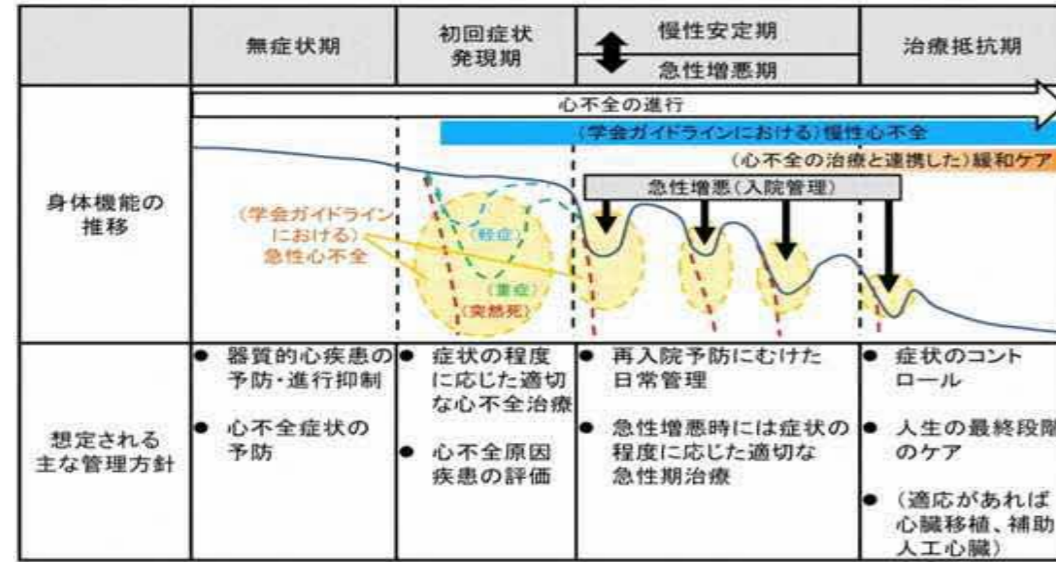 無症状期
初回症状
発現期
慢性安定期
急性増悪期
治療抵抗期
身体機能の
推移
心不全の進行
(学会ガイドラインにおける)慢性心不全
(心不全の治療と連携した)緩和ケア
急性増悪(入院管理)
(学会ガイドライン
における)
急性心不全
(軽症)
(重症)
(突然死)
想定される
主な管理方針
● 器質的心疾患の
予防・進行抑制
● 心不全症状の
予防
● 症状の程度
に応じた適切
な心不全治療
● 心不全原因
疾患の評価
● 再入院予防にむけた
日常管理
● 急性増悪時には症状の
程度に応じた適切な
急性期治療
● 症状のコント
ロール
● 人生の最終段階
のケア
● (適応があれば
心臓移植、補助
人工心臓)